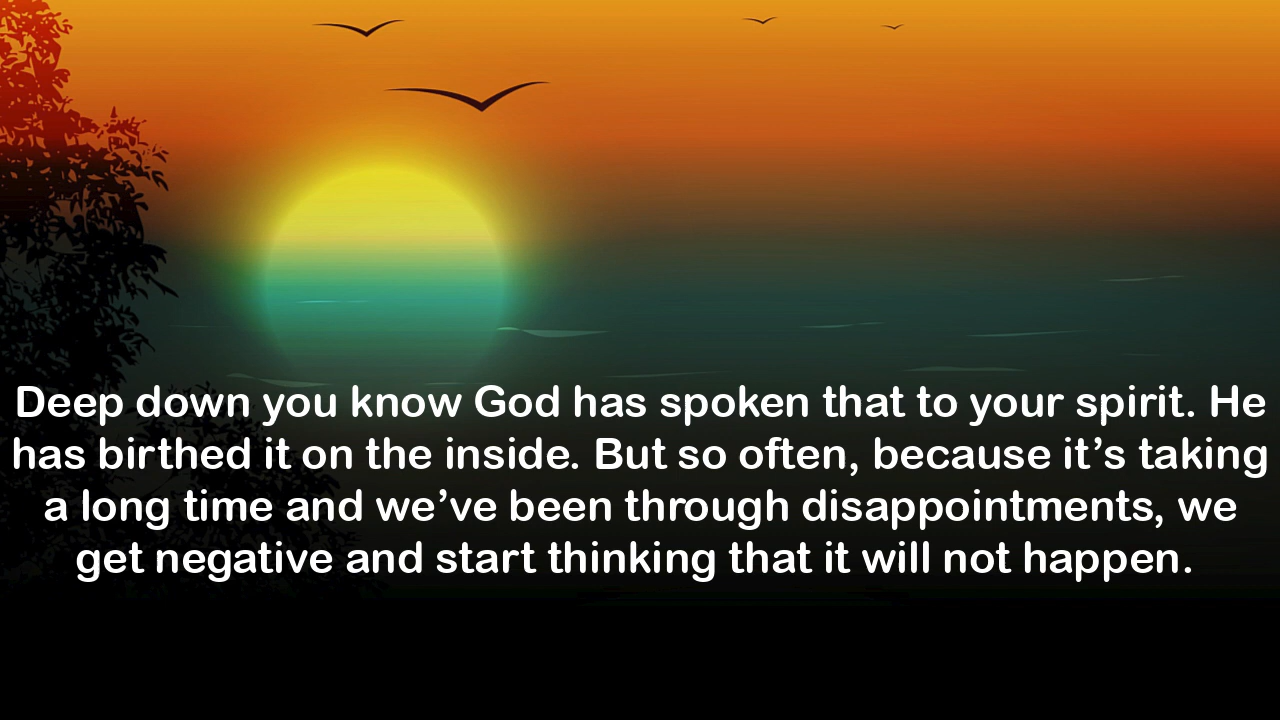 Deep down you know God has spoken that to your spirit. He
has birthed it on the inside. But so often, because it’s taking
a long time and we’ve been through disappointments, we
get negative and start thinking that it will not happen.